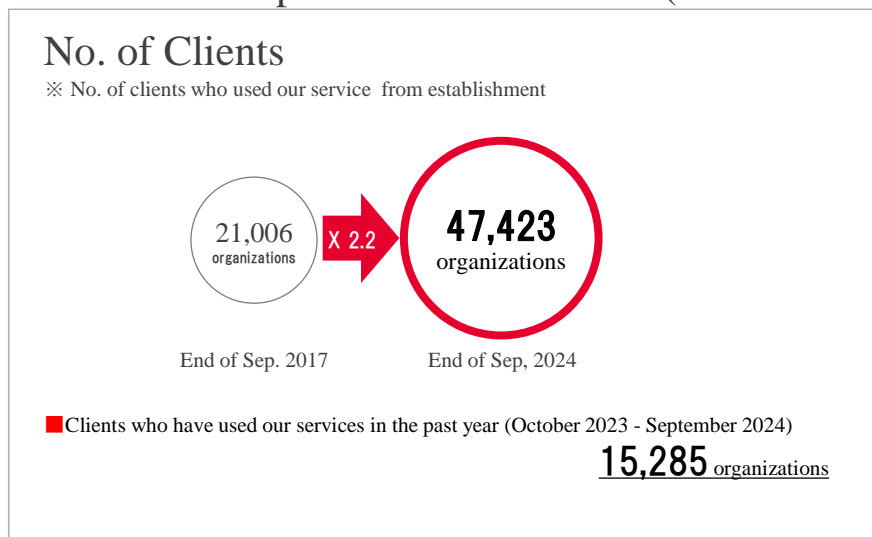 No. of Clients
※ No. of clients who used our service from establishment
21,006
organizations
X 2.2
47,423
organizations
End of Sep. 2017
End of Sep, 2024
■Clients who have used our services in the past year (October 2023 - September 2024)
15,285 organizations